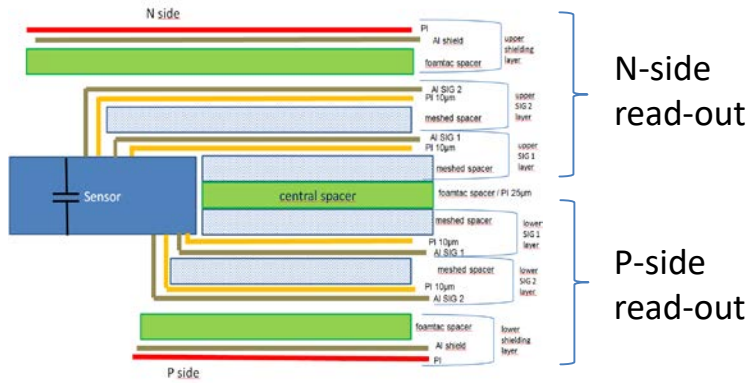 N side
PI
Al shield
foamtac spacer
upper
shielding
layer
Al SIG 2
PI 10µm
meshed spacer
upper
SIG 2
layer
Al SIG 1
PI 10µm
meshed spacer
upper
SIG 1
layer
N-side
read-out
Sensor
central spacer
foamtac spacer / PI 25µm
meshed spacer
PI 10µm
Al SIG 1
lower
SIG 1
layer
meshed spacer
PI 10µm
Al SIG 2
lower
SIG 2
layer
P-side
read-out
foamtac spacer
Al shield
PI
lower
shielding
layer
P side